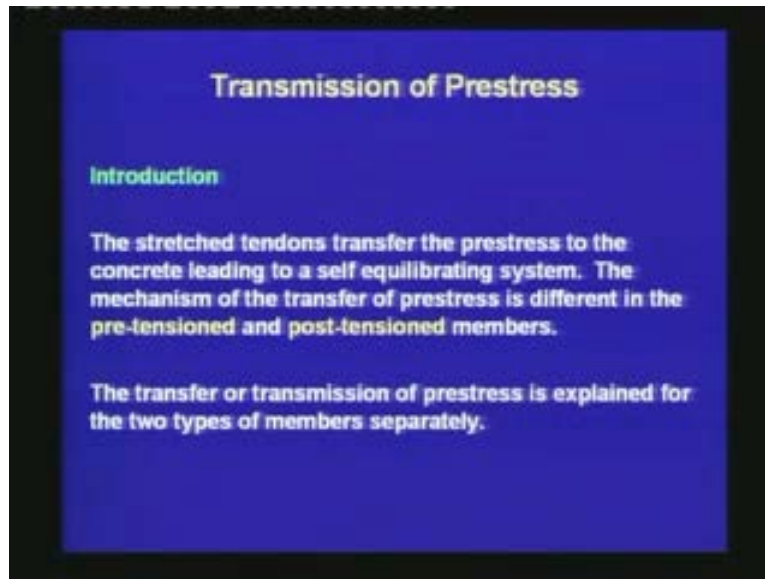 Transmission of Prestress
Introduction
The stretched tendons transfer the prestress to the
concrete leading to a self equilibrating system. The
mechanism of the transfer of prestress is different in the
pre-tensioned and post-tensioned members.
The transfer or transmission of prestress is explained for
the two types of members separately.